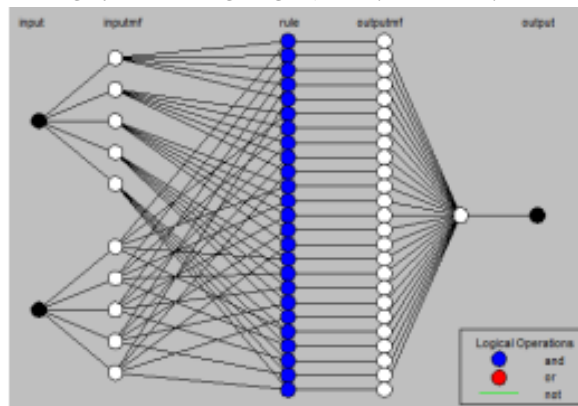 input inputmf rule outputmf output
Logical Operations
and
or
not